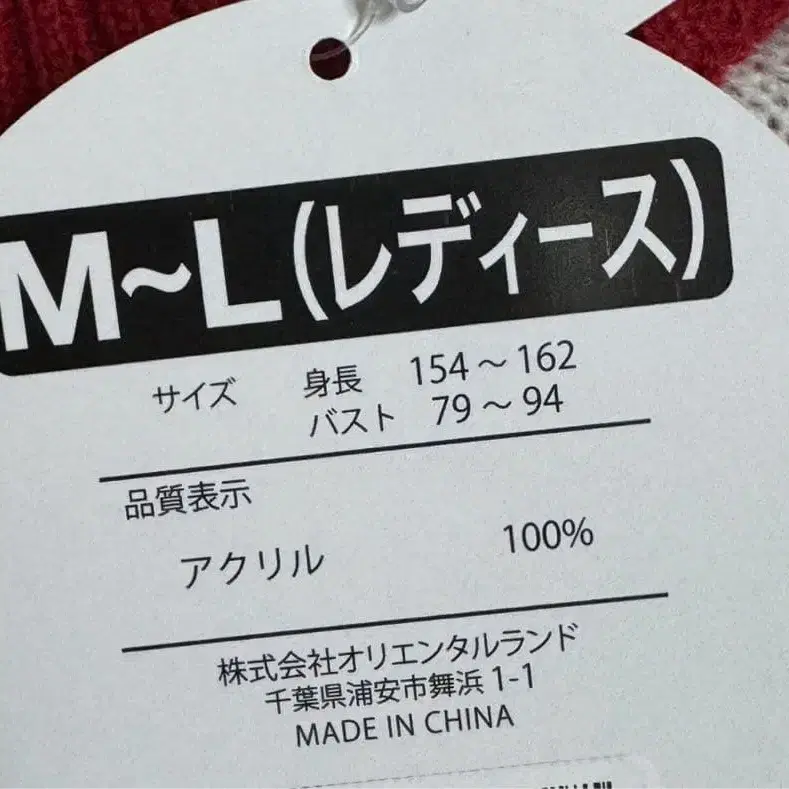 M~L(レディース)
サイズ 身長 154 ~ 162
バスト 79 ~ 94
品質表示
アクリル 100%
株式会社オリエンタルランド
千葉県浦安市舞浜 1-1
MADE IN CHINA